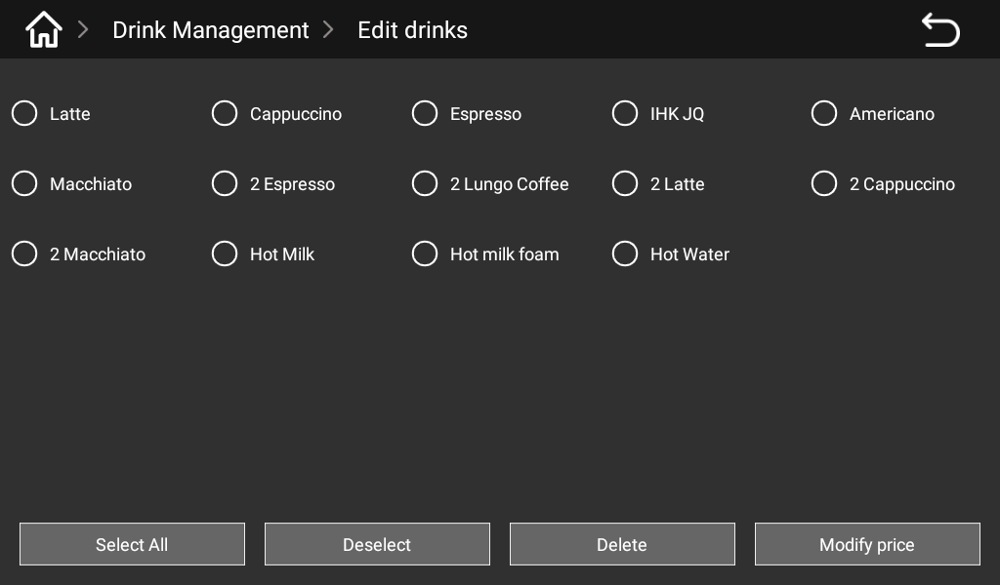 Drink Management Edit drinks
Latte Cappuccino Espresso IHK JQ Americano
Macchiato 2 Espresso 2 Lungo Coffee 2 Latte 2 Cappuccino
2 Macchiato Hot Milk Hot milk foam Hot Water
Select All Deselect Delete Modify price